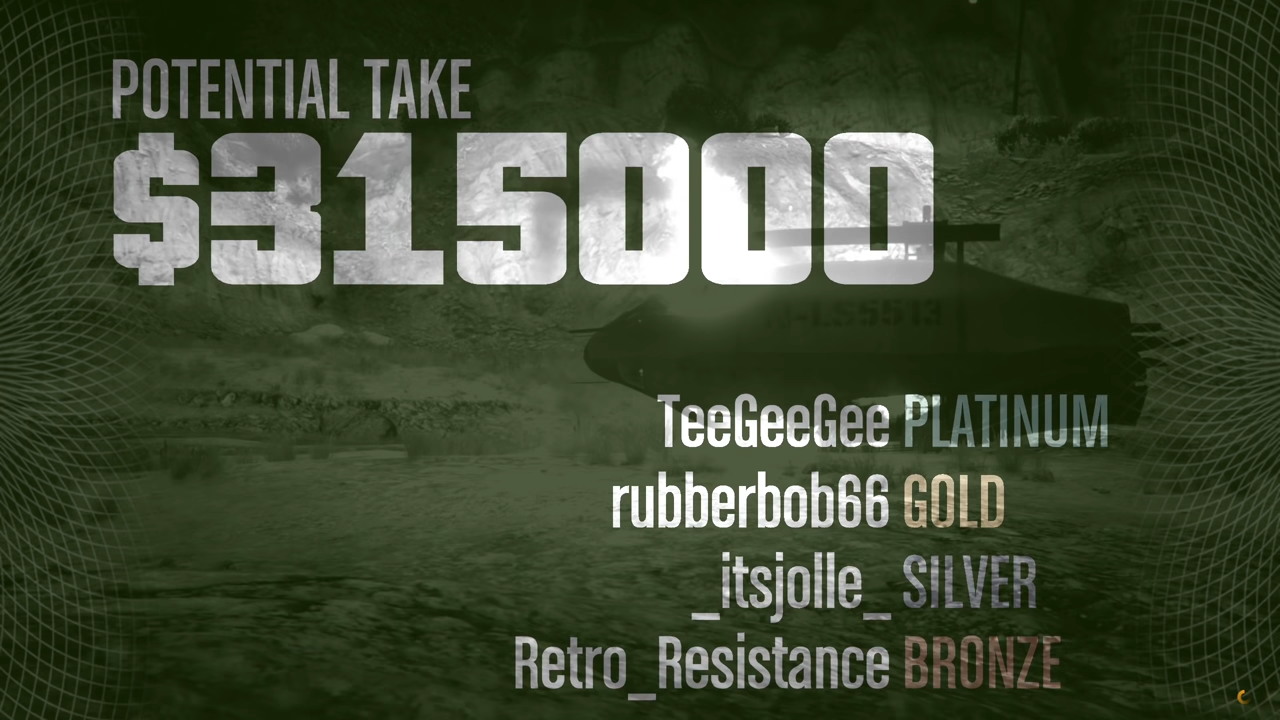 POTENTIAL TAKE
$315000
TeeGeeGee PLATINUM
rubberbob66 GOLD
_itsjolle_ SILVER
Retro_Resistance BRONZE